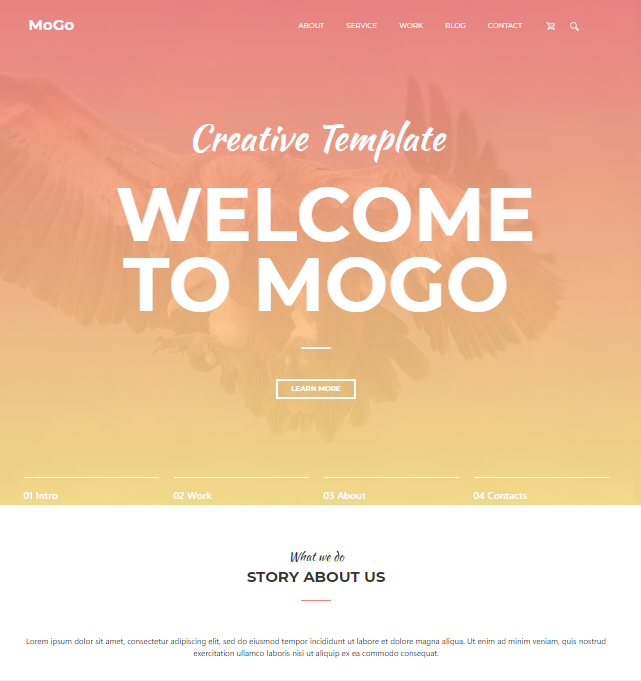 MoGo
ABOUT SERVICE WORK BLOG CONTACT
Creative Template
WELCOME
TO MOGO
LEARN MORE
01 Intro 02 Work 03 About 04 Contacts
What we do
STORY ABOUT US
Lorem ipsum dolor sit amet, consectetur adipiscing elit, sed do eiusmod tempor incididunt ut labore et dolore magna aliqua. Ut enim ad minim veniam, quis nostrud
exercitation ullamco laboris nisi ut aliquip ex ea commodo consequat.